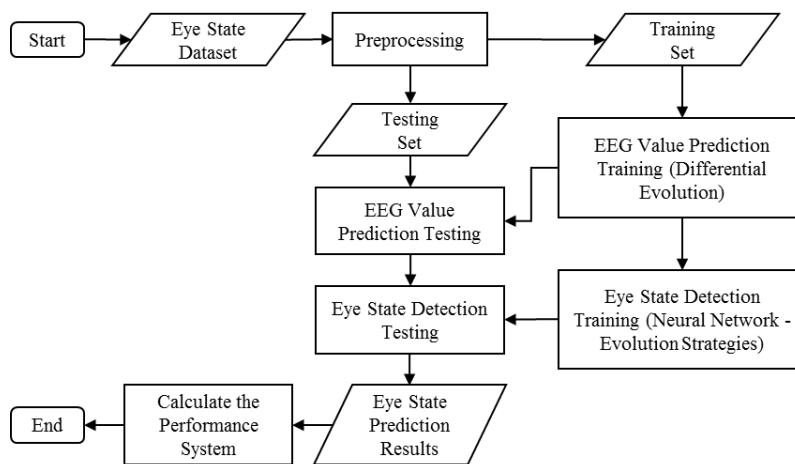 Start
Eye State
Dataset
Preprocessing
Training
Set
Testing
Set
EEG Value Prediction
Training (Differential
Evolution)
EEG Value
Prediction Testing
Eye State Detection
Testing
Eye State Detection
Training (Neural Network -
Evolution Strategies)
End
Calculate the
Performance
System
Eye State
Prediction
Results